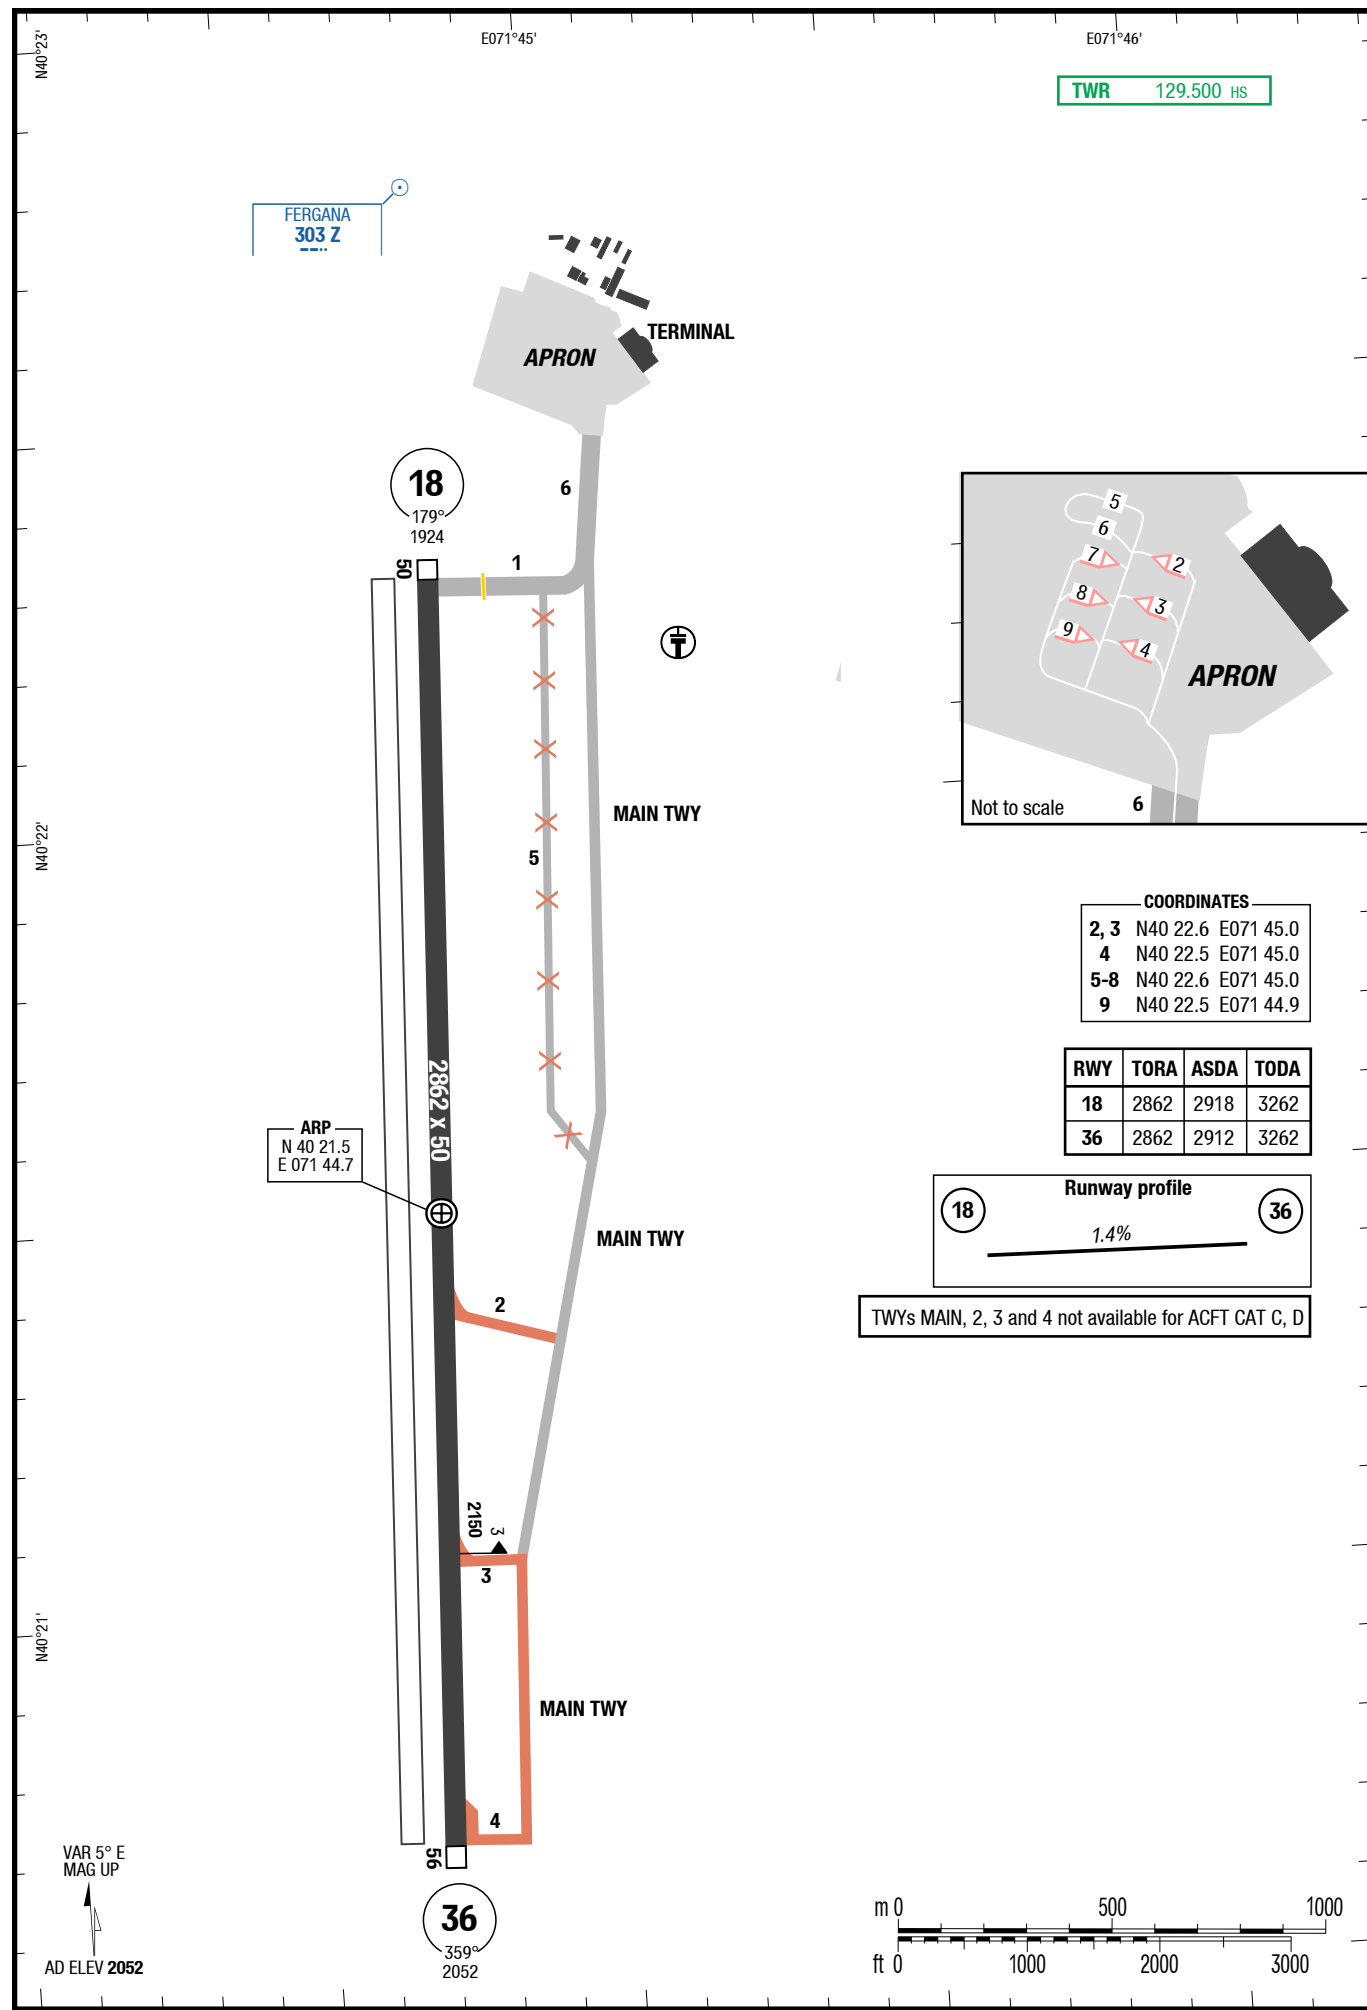 E071°45'
E071°46'
N40°23'
TWR 129.500 HS
FERGANA
303 Z
TERMINAL
APRON
18
179°
1924
6
50
1
5
6
7
2
8
3
9
4
APRON
Not to scale
6
MAIN TWY
N40°22'
5
COORDINATES
2, 3 N40 22.6 E071 45.0
4 N40 22.5 E071 45.0
5-8 N40 22.6 E071 45.0
9 N40 22.5 E071 44.9
RWY TORA ASDA TODA
18 2862 2918 3262
36 2862 2912 3262
2862 x 50
ARP
N 40 21.5
E 071 44.7
Runway profile
18
36
1.4%
MAIN TWY
2
TWYs MAIN, 2, 3 and 4 not available for ACFT CAT C, D
2150
3
3
N40°21'
MAIN TWY
4
56
VAR 5° E
MAG UP
36
359°
2052
AD ELEV 2052
m 0 500 1000
ft 0 1000 2000 3000